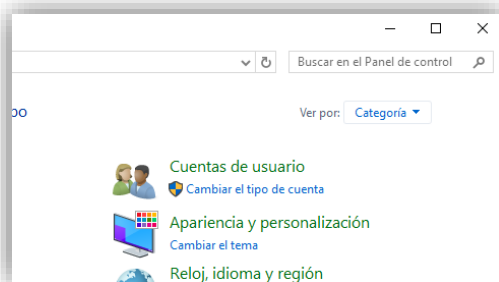 Buscar en el Panel de control
po
Ver por: Categoría
Cuentas de usuario
Cambiar el tipo de cuenta
Apariencia y personalización
Cambiar el tema
Reloj, idioma y región